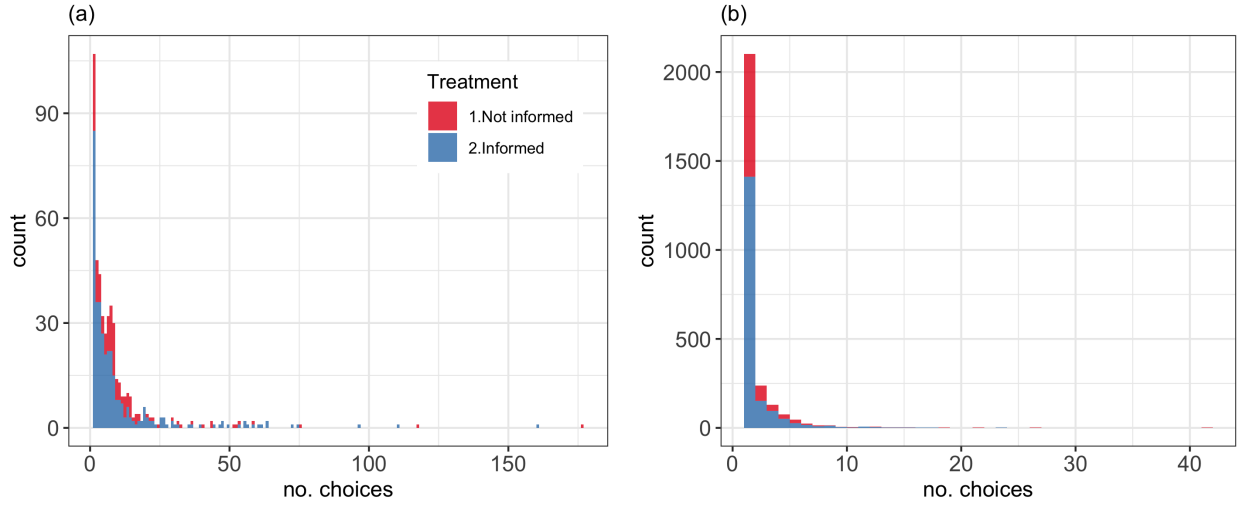 (a)
count
90
60
30
0
0
50
100
150
no. choices
Treatment
1.Not informed
2.Informed
(b)
count
2000
1500
1000
500
0
0
10
20
30
40
no. choices